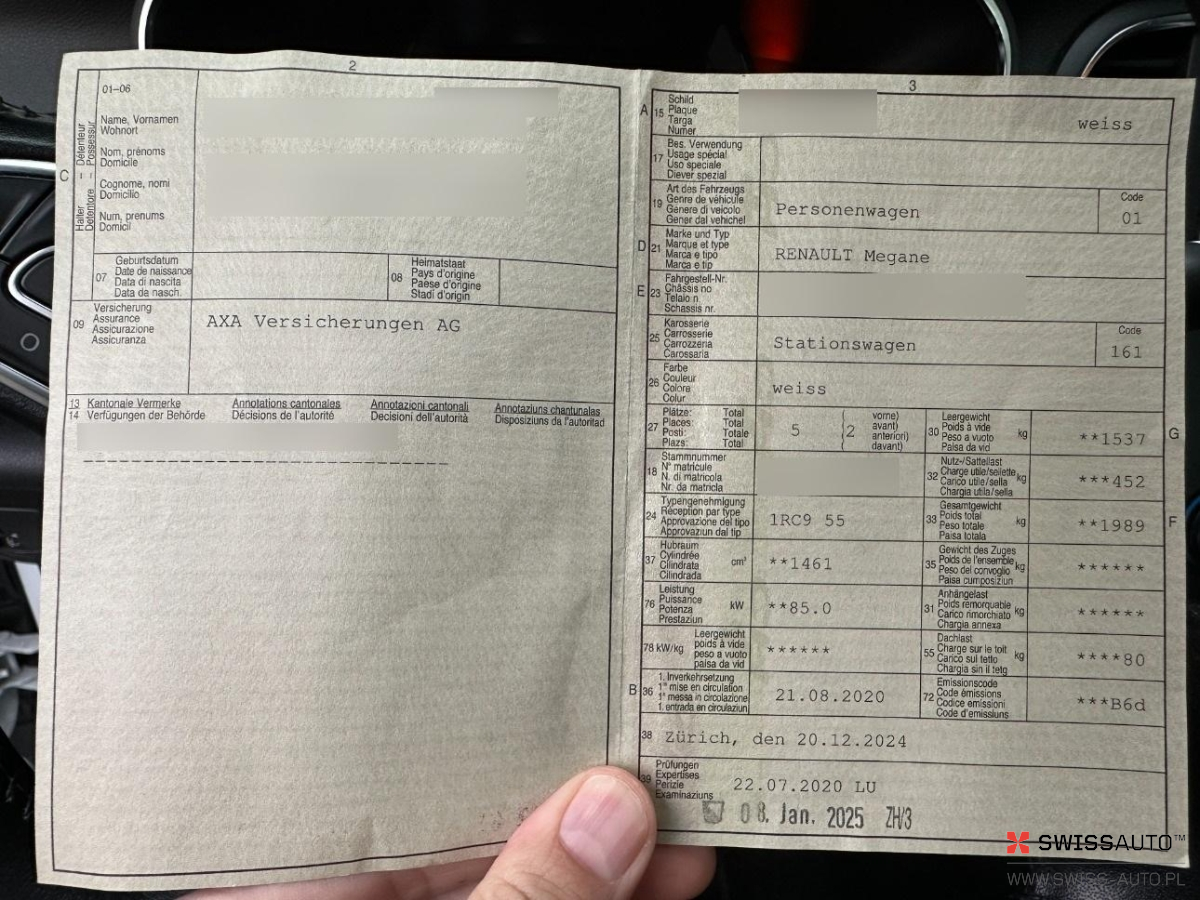 2
01–06
Halter – Détenteur
Detentore – Possessur
C
Name, Vornamen
Wohnort
Nom, prénoms
Domicile
Cognome, nomi
Domicilio
Num, prenums
Domicil
07
Geburtsdatum
Date de naissance
Data di nascita
Data da nasch.
08
Heimatstaat
Pays d'origine
Paese d'origine
Stadi d'origin
09
Versicherung
Assurance
Assicurazione
Assicuranza
AXA Versicherungen AG
13 Kantonale Vermerke Annotations cantonales Annotazioni cantonali Annotaziuns chantunalas
14 Verfügungen der Behörde Décisions de l'autorité Decisioni dell'autorità Disposiziuns da l'autoritad
3
A 15
Schild
Plaque
Targa
Numer
weiss
17
Bes. Verwendung
Usage spécial
Uso speciale
Diever spezial
19
Art des Fahrzeugs
Genre de véhicule
Genere di veicolo
Gener dal vehichel
Personenwagen
Code
01
D 21
Marke und Typ
Marque et type
Marca e tipo
Marca e tip
RENAULT Megane
E 23
Fahrgestell-Nr.
Châssis no
Telaio n.
Schassis nr.
25
Karosserie
Carrosserie
Carrozzeria
Carossaria
Stationswagen
Code
161
26
Farbe
Couleur
Colore
Colur
weiss
27
Plätze: Total
Places: Total
Posti: Totale
Plazs: Total
5 (2
vorne)
avant)
anteriori)
davant)
30
Leergewicht
Poids à vide
Peso a vuoto
Paisa da vid
kg
**1537
G
18
Stammnummer
N° matricule
N. di matricola
Nr. da matricla
32
Nutz-/Sattellast
Charge utile/sellette
Carico utile/sella
Chargia utila/sella
kg
***452
24
Typengenehmigung
Réception par type
Approvazione del tipo
Approvaziun dal tip
1RC9 55
33
Gesamtgewicht
Poids total
Peso totale
Paisa totala
kg
**1989
F
37
Hubraum
Cylindrée
Cilindrata
Cilindrada
cm³
**1461
35
Gewicht des Zuges
Poids de l'ensemble
Peso del convoglio
Paisa cumposiziun
kg
******
76
Leistung
Puissance
Potenza
Prestaziun
kW
**85.0
31
Anhängelast
Poids remorquable
Carico rimorchiato
Chargia annexa
kg
******
78 kW/kg
Leergewicht
poids à vide
peso a vuoto
paisa da vid
******
55
Dachlast
Charge sur le toit
Carico sul tetto
Chargia sin il tetg
kg
****80
B 36
1. Inverkehrsetzung
1re mise en circulation
1a messa in circolazione
1. entrada en circulaziun
21.08.2020
72
Emissionscode
Code émissions
Codice emissioni
Code d'emissiuns
***B6d
38 Zürich, den 20.12.2024
39
Prüfungen
Expertises
Perizie
Examinaziuns
22.07.2020 LU
08. Jan. 2025 ZH/3
SWISSAUTO™
WWW.SWISS-AUTO.PL